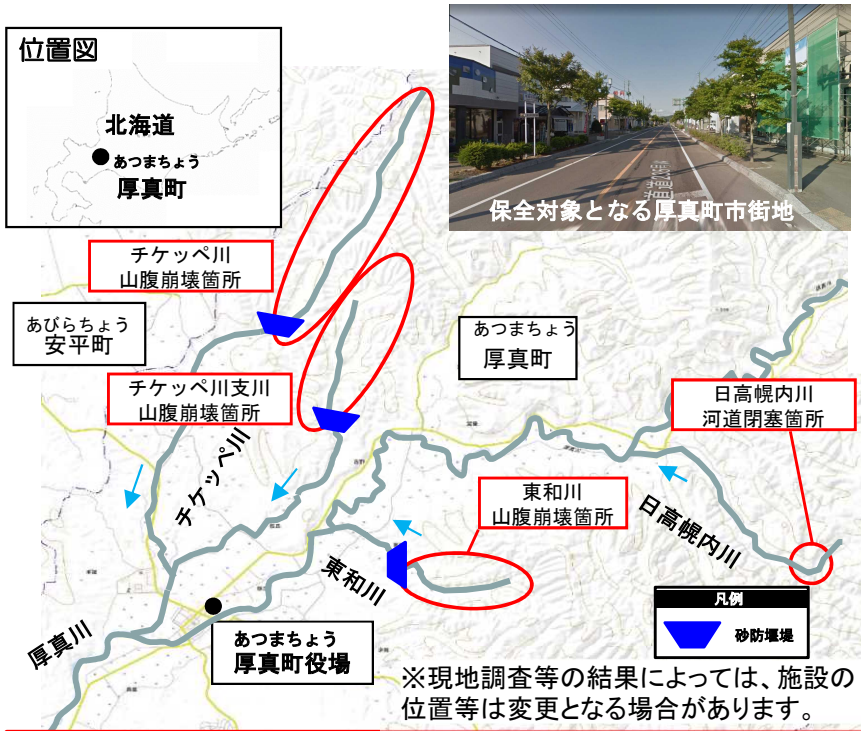 位置図
北海道
あつまちょう
厚真町
道道235号線
保全対象となる厚真町市街地
チケッペ川
山腹崩壊箇所
あびらちょう
安平町
あつまちょう
厚真町
チケッペ川支川
山腹崩壊箇所
日高幌内川
河道閉塞箇所
チケッペ川
東和川
山腹崩壊箇所
日高幌内川
東和川
厚真川
あつまちょう
厚真町役場
凡例
砂防堰堤
※現地調査等の結果によっては、施設の
位置等は変更となる場合があります。